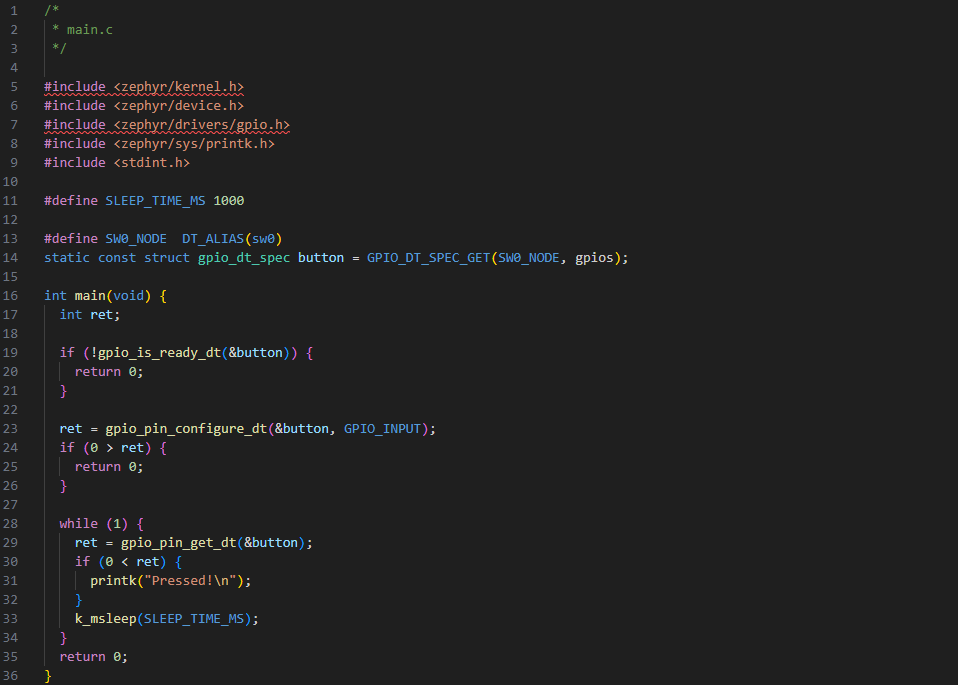 1 /*
2  * main.c
3  */
4
5 #include <zephyr/kernel.h>
6 #include <zephyr/device.h>
7 #include <zephyr/drivers/gpio.h>
8 #include <zephyr/sys/printk.h>
9 #include <stdint.h>
10
11 #define SLEEP_TIME_MS 1000
12
13 #define SW0_NODE  DT_ALIAS(sw0)
14 static const struct gpio_dt_spec button = GPIO_DT_SPEC_GET(SW0_NODE, gpios);
15
16 int main(void) {
17   int ret;
18
19   if (!gpio_is_ready_dt(&button)) {
20     return 0;
21   }
22
23   ret = gpio_pin_configure_dt(&button, GPIO_INPUT);
24   if (0 > ret) {
25     return 0;
26   }
27
28   while (1) {
29     ret = gpio_pin_get_dt(&button);
30     if (0 < ret) {
31       printk("Pressed!\n");
32     }
33     k_msleep(SLEEP_TIME_MS);
34   }
35   return 0;
36 }